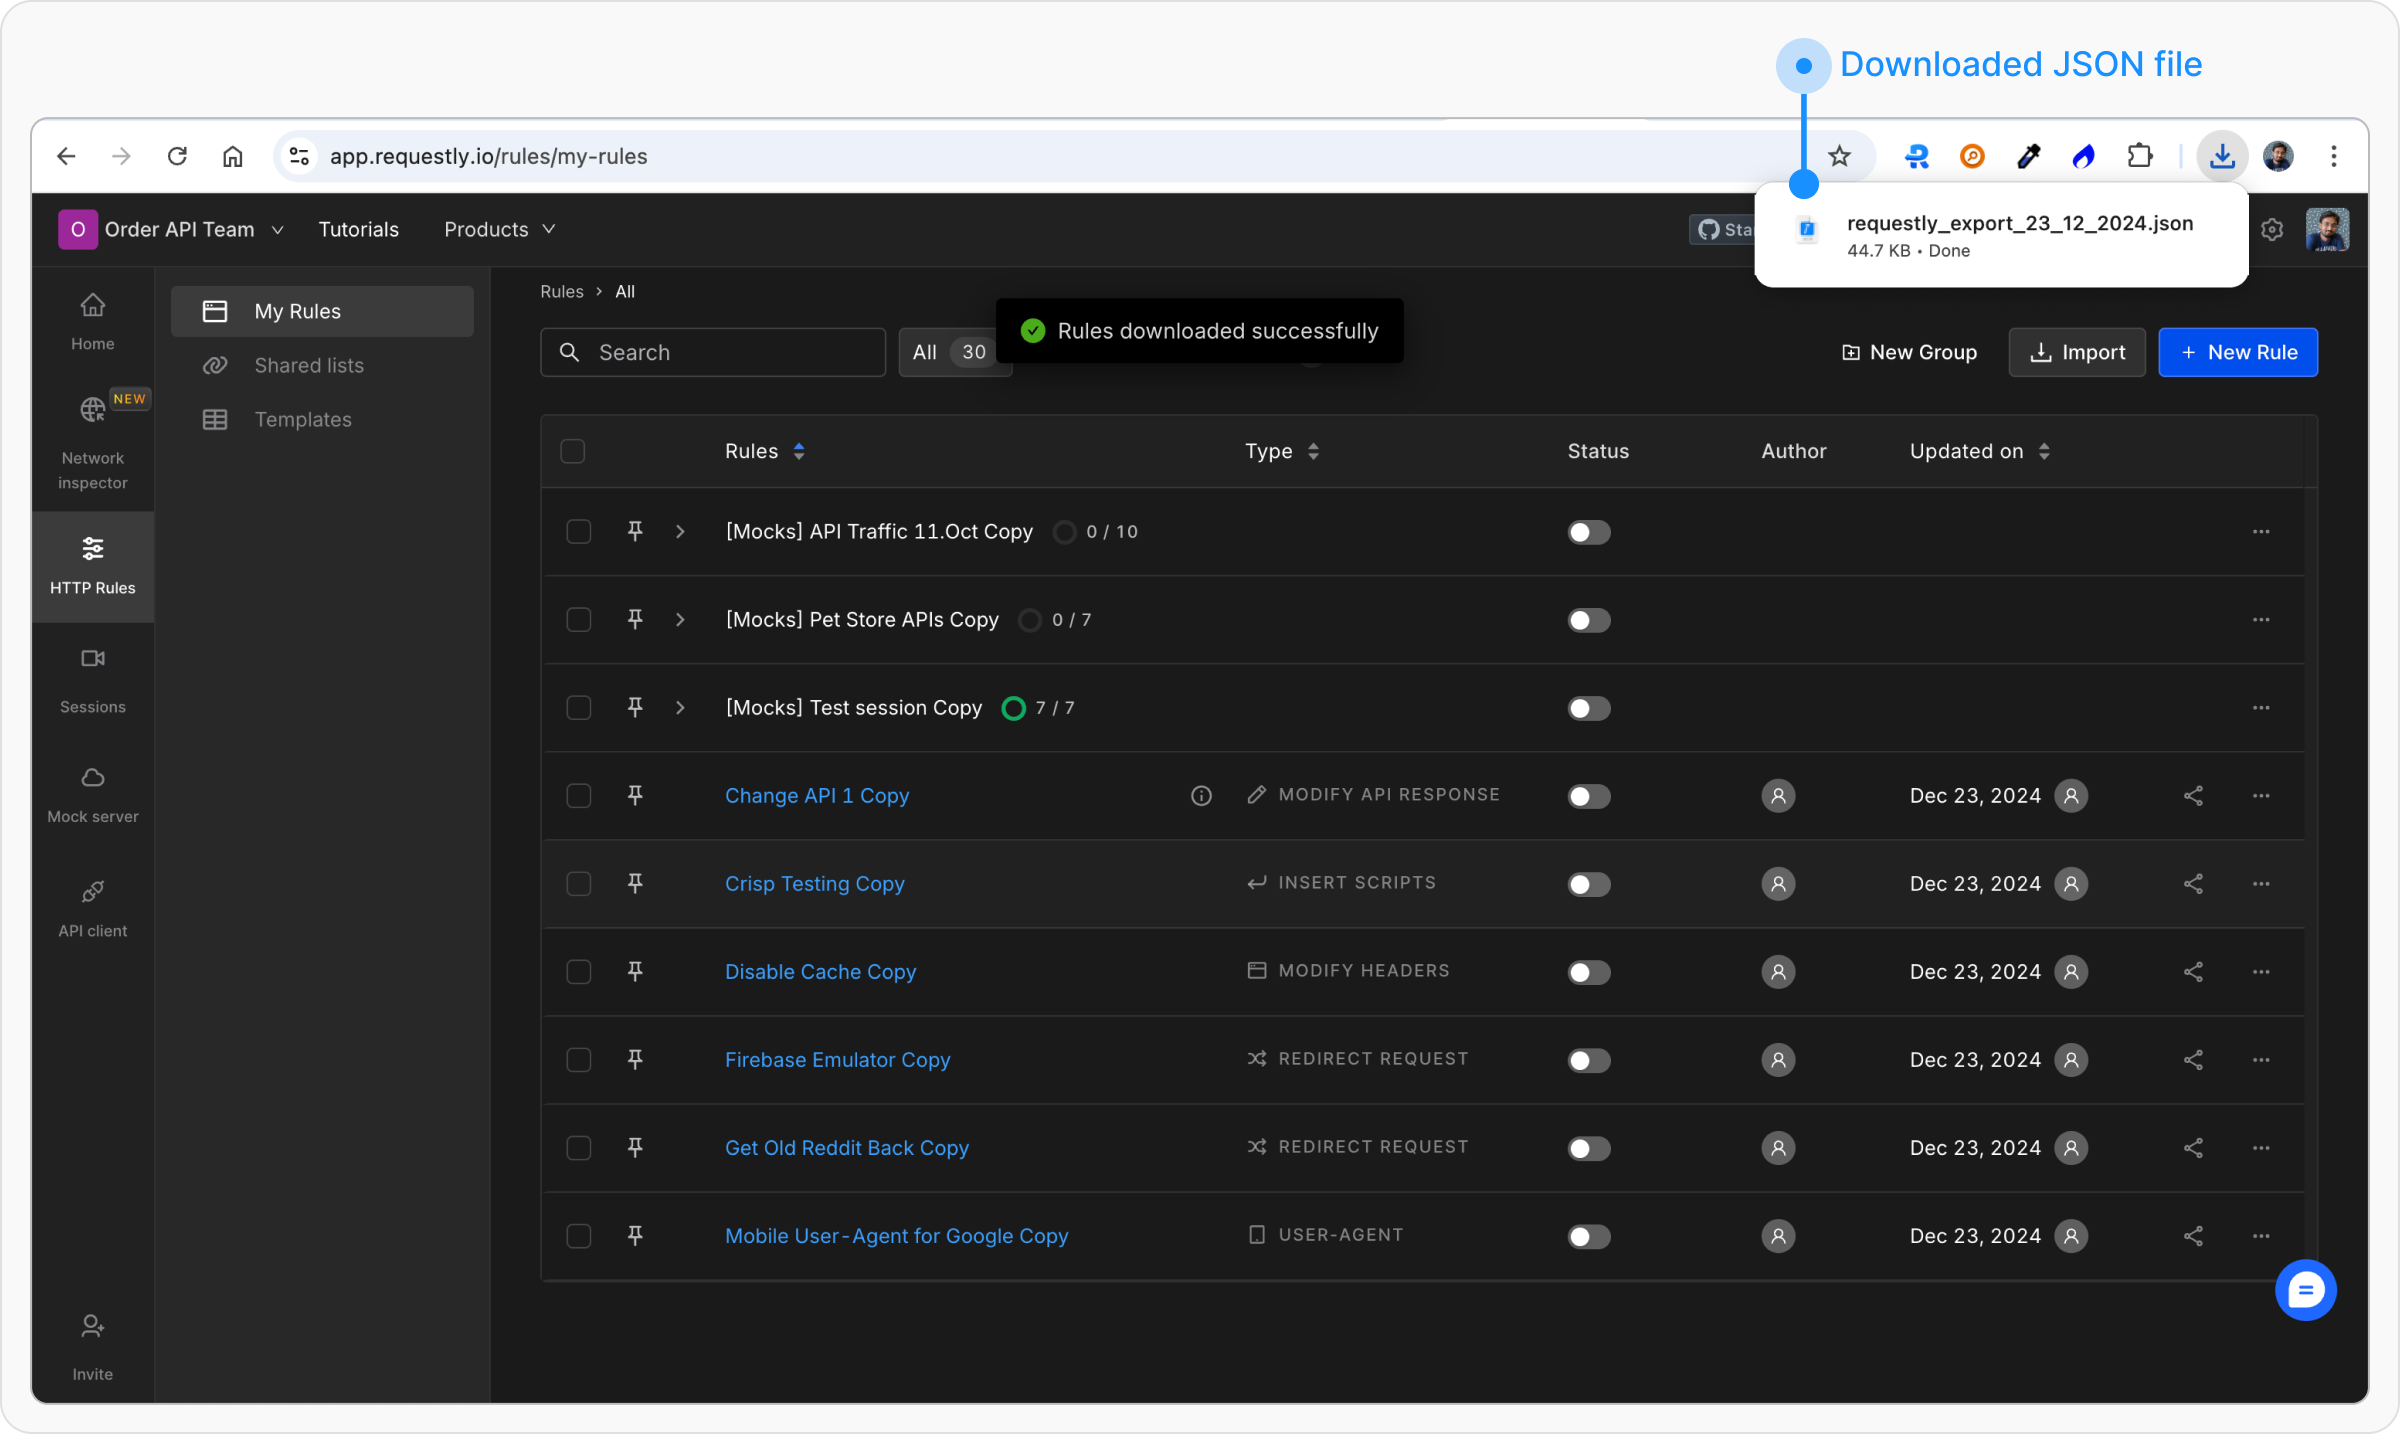 Downloaded JSON file
app.requestly.io/rules/my-rules
requestly_export_23_12_2024.json
44.7 KB • Done
O Order API Team Tutorials Products
Home
NEW
Network
inspector
HTTP Rules
Sessions
Mock server
API client
Invite
My Rules
Shared lists
Templates
Rules > All
Rules downloaded successfully
Search All 30 New Group Import + New Rule
Rules Type Status Author Updated on
[Mocks] API Traffic 11.Oct Copy 0 / 10
[Mocks] Pet Store APIs Copy 0 / 7
[Mocks] Test session Copy 7 / 7
Change API 1 Copy MODIFY API RESPONSE Dec 23, 2024
Crisp Testing Copy INSERT SCRIPTS Dec 23, 2024
Disable Cache Copy MODIFY HEADERS Dec 23, 2024
Firebase Emulator Copy REDIRECT REQUEST Dec 23, 2024
Get Old Reddit Back Copy REDIRECT REQUEST Dec 23, 2024
Mobile User-Agent for Google Copy USER-AGENT Dec 23, 2024